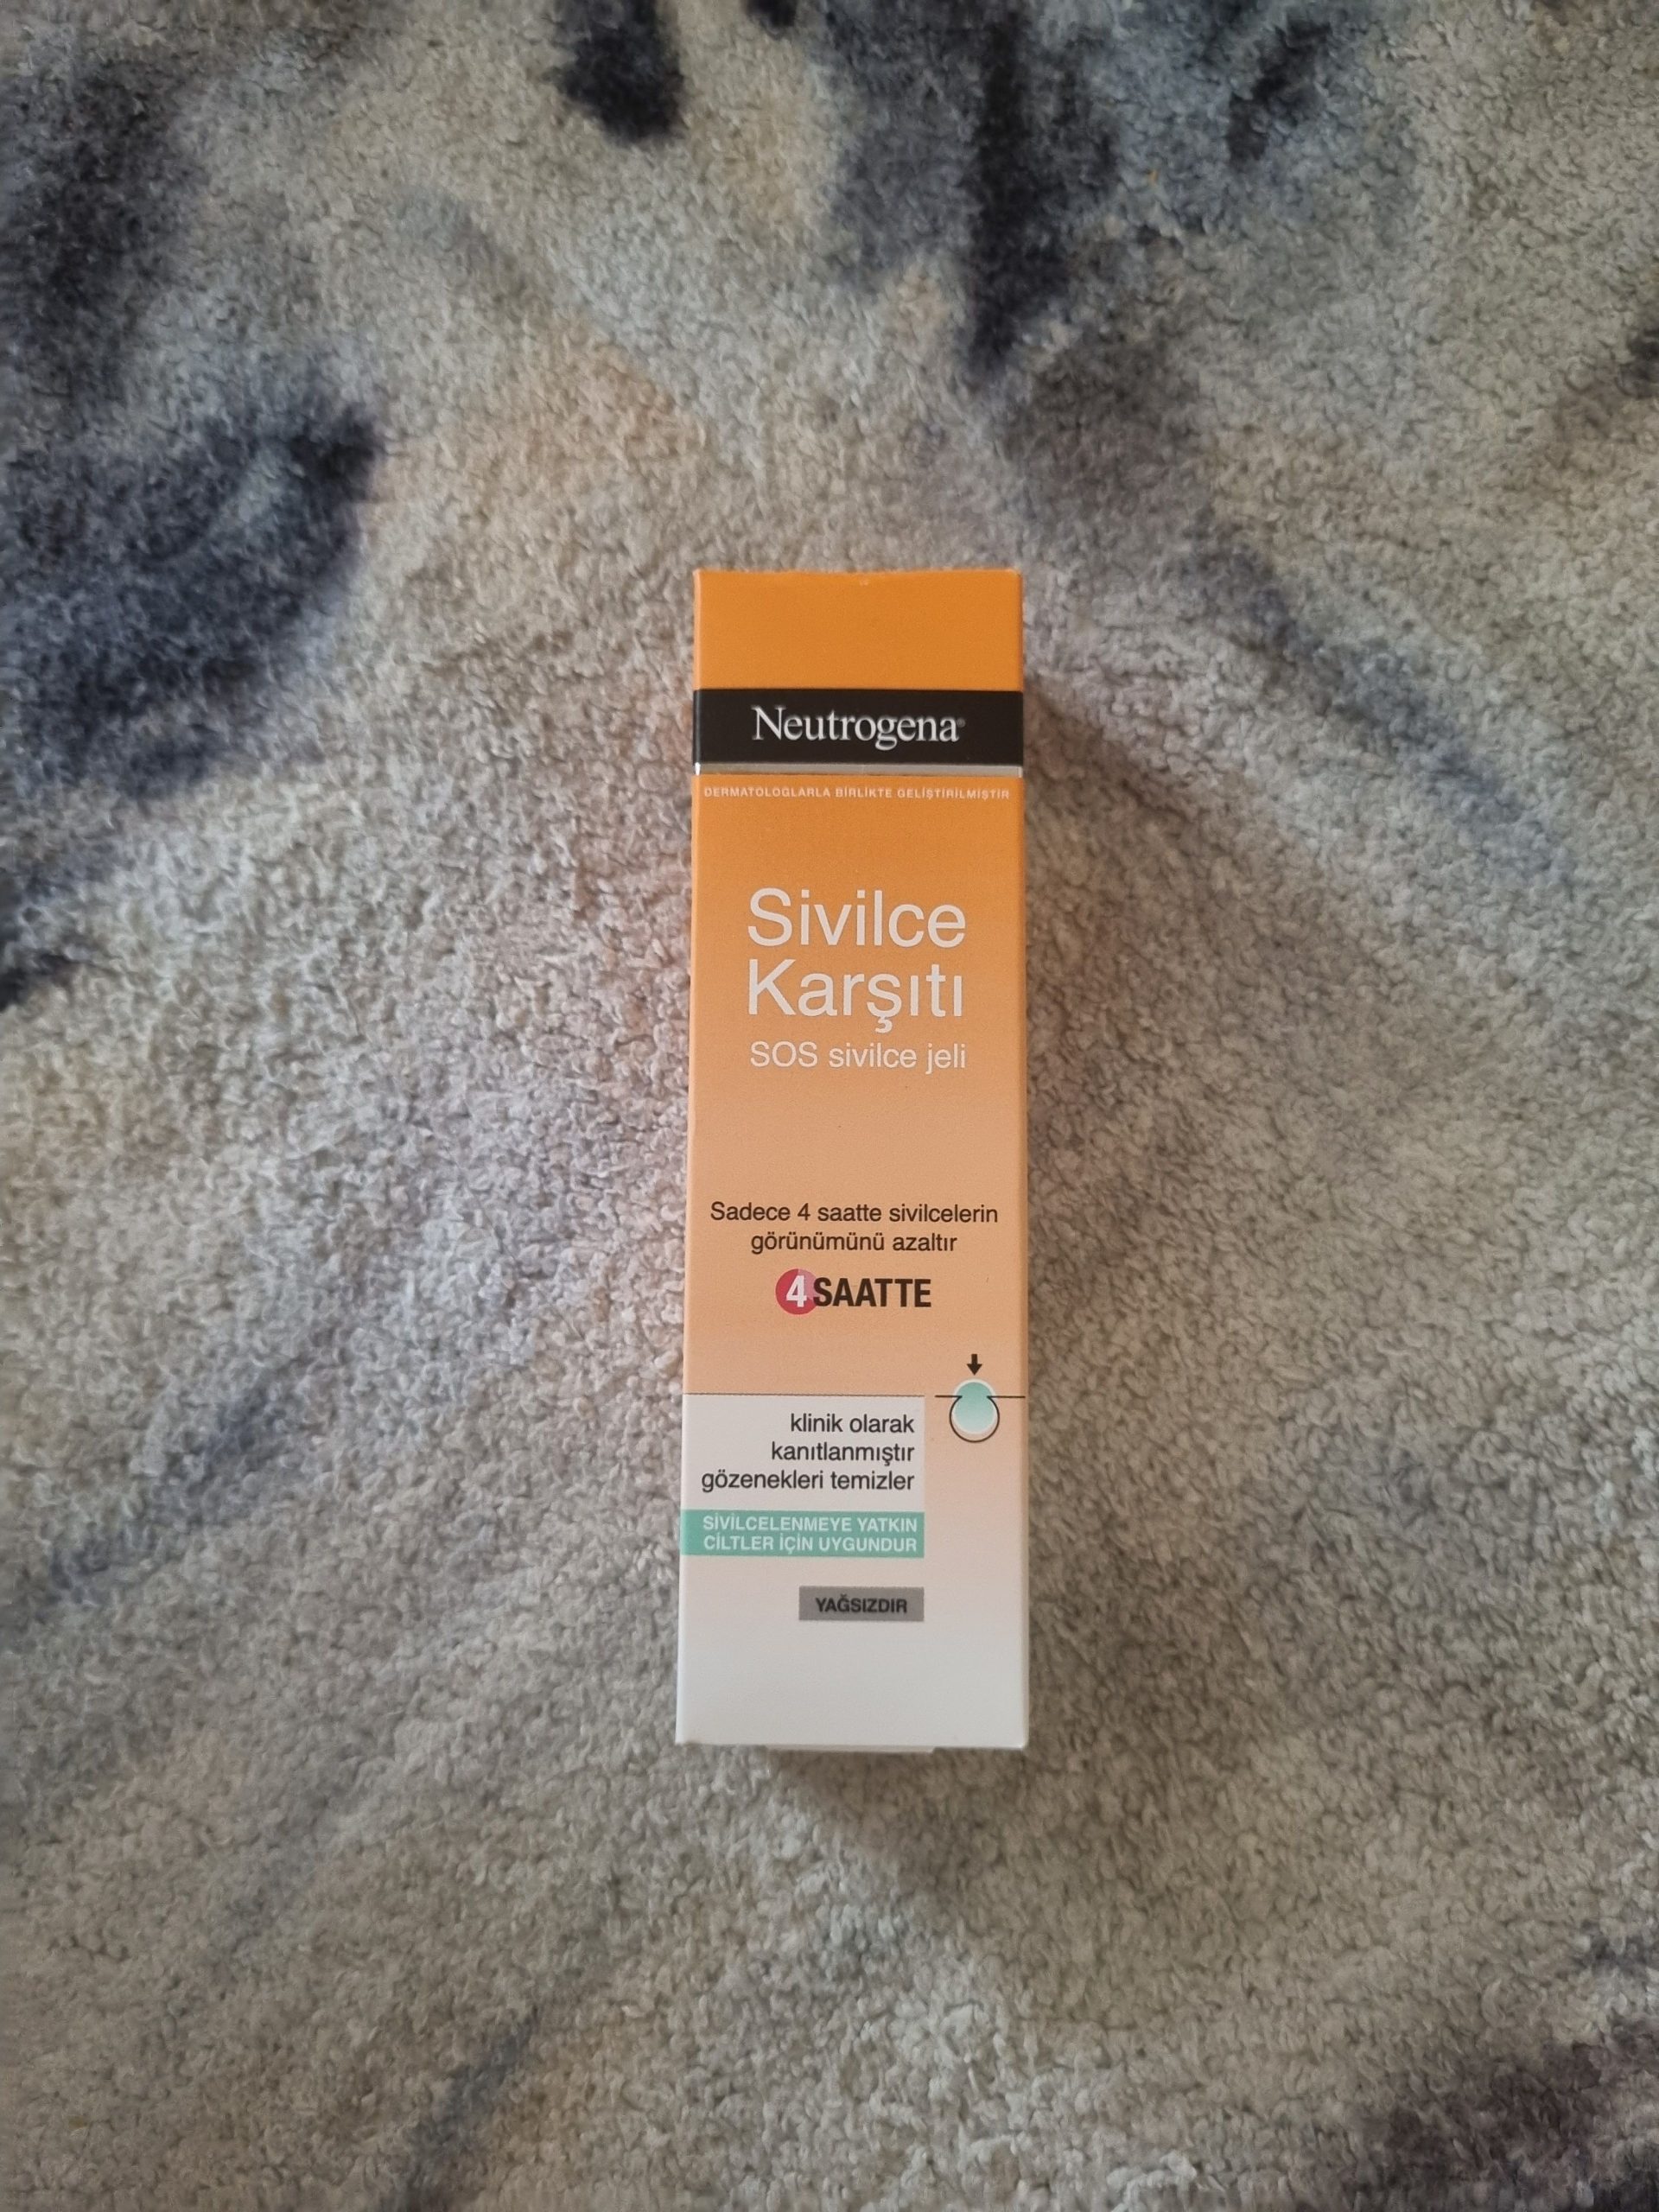 Neutrogena®
DERMATOLOGLARLA BİRLİKTE GELİŞTİRİLMİŞTİR
Sivilce
Karşıtı
SOS sivilce jeli
Sadece 4 saatte sivilcelerin
görünümünü azaltır
4 SAATTE
klinik olarak
kanıtlanmıştır
gözenekleri temizler
SİVİLCELENMEYE YATKIN
CİLTLER İÇİN UYGUNDUR
YAĞSIZDIR